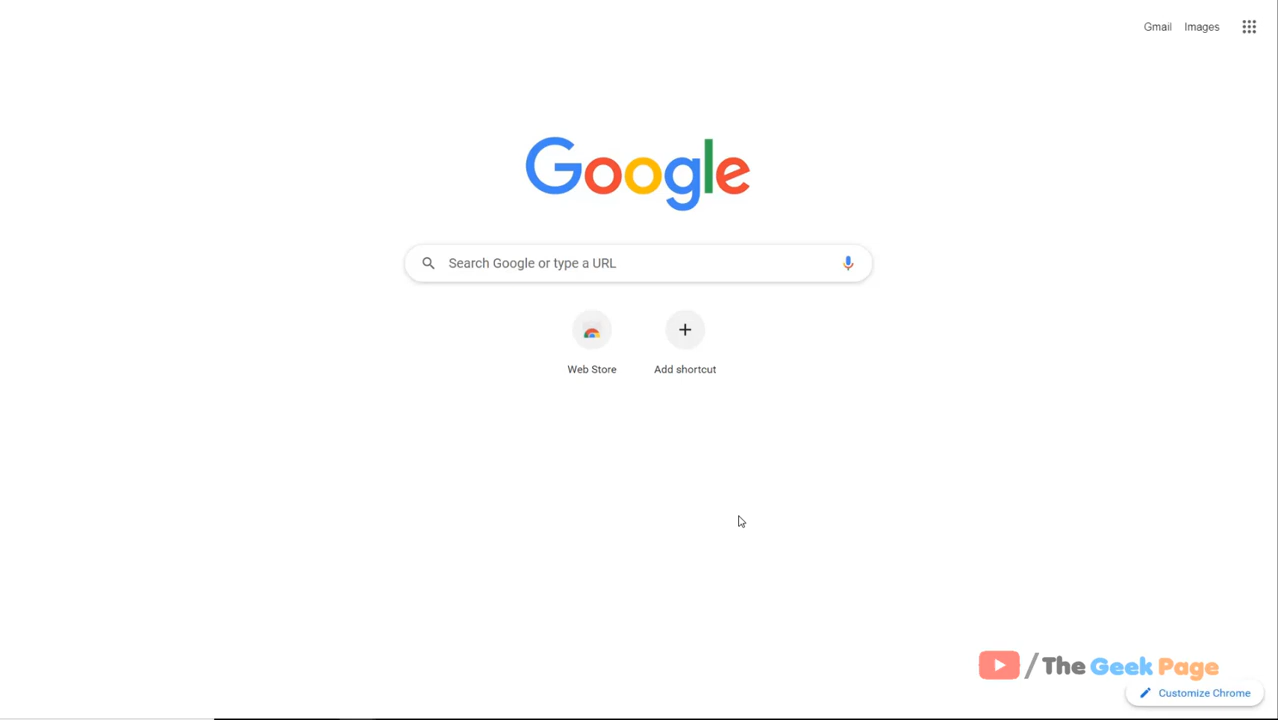 Gmail Images
Google
Search Google or type a URL
Web Store Add shortcut
/The Geek Page
Customize Chrome